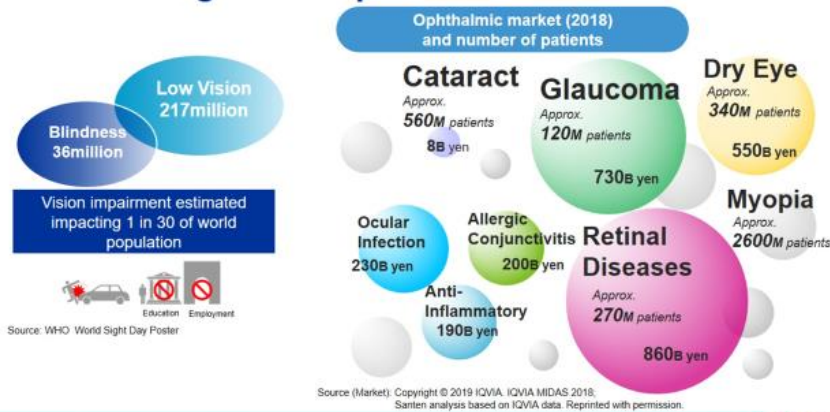 Ophthalmic market (2018)
and number of patients
Low Vision
217million
Blindness
36million
Vision impairment estimated
impacting 1 in 30 of world
population
Education
Employment
Source: WHO World Sight Day Poster
Cataract
Approx.
560M patients
8B yen
Glaucoma
Approx.
120M patients
730B yen
Dry Eye
Approx.
340M patients
550B yen
Myopia
Approx.
2600M patients
Ocular
Infection
230B yen
Allergic
Conjunctivitis
200B yen
Anti-
Inflammatory
190B yen
Retinal
Diseases
Approx.
270M patients
860B yen
Source (Market): Copyright © 2019 IQVIA. IQVIA MIDAS 2018;
Santen analysis based on IQVIA data. Reprinted with permission.